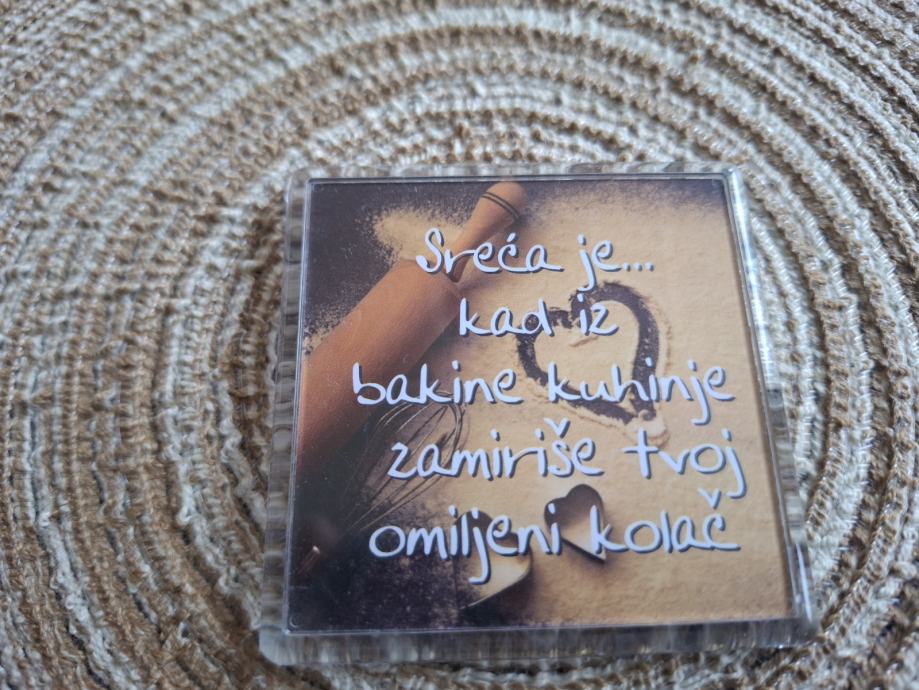 Sreća je...
kad iz
bakine kuhinje
zamiriše tvoj
omiljeni kolač